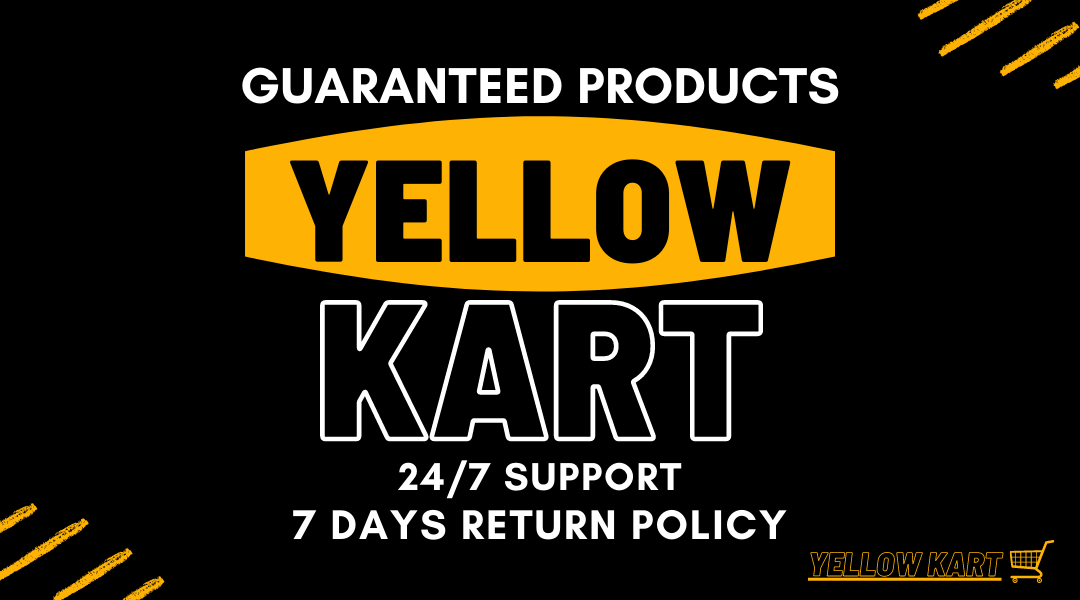 GUARANTEED PRODUCTS
YELLOW
KART
24/7 SUPPORT
7 DAYS RETURN POLICY
YELLOW KART